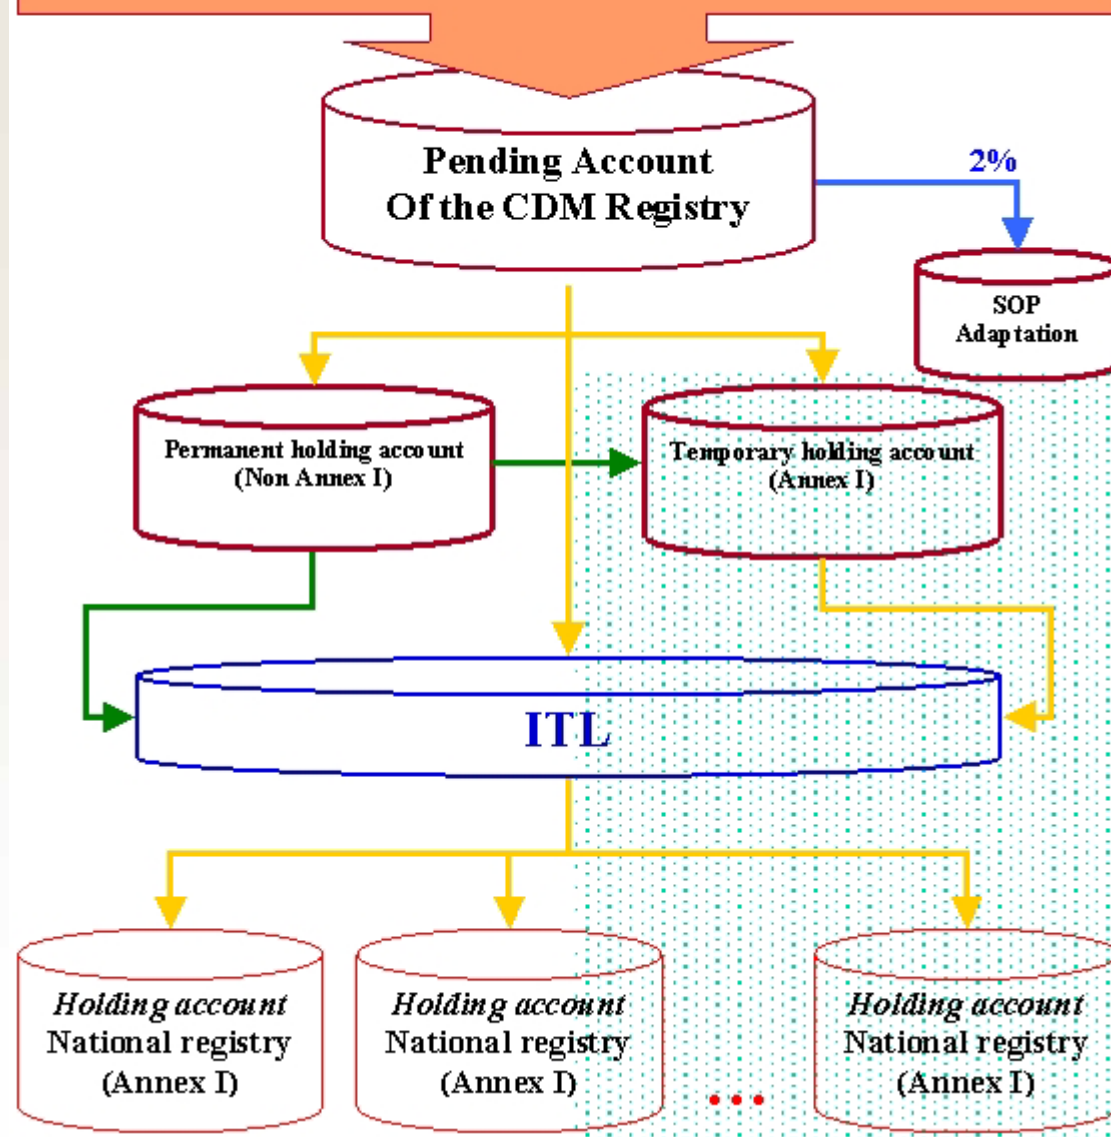 Pending Account
Of the CDM Registry
2%
SOP
Adaptation
Permanent holding account
(Non Annex I)
Temporary holding account
(Annex I)
ITL
Holding account
National registry
(Annex I)
Holding account
National registry
(Annex I)
...
Holding account
National registry
(Annex I)